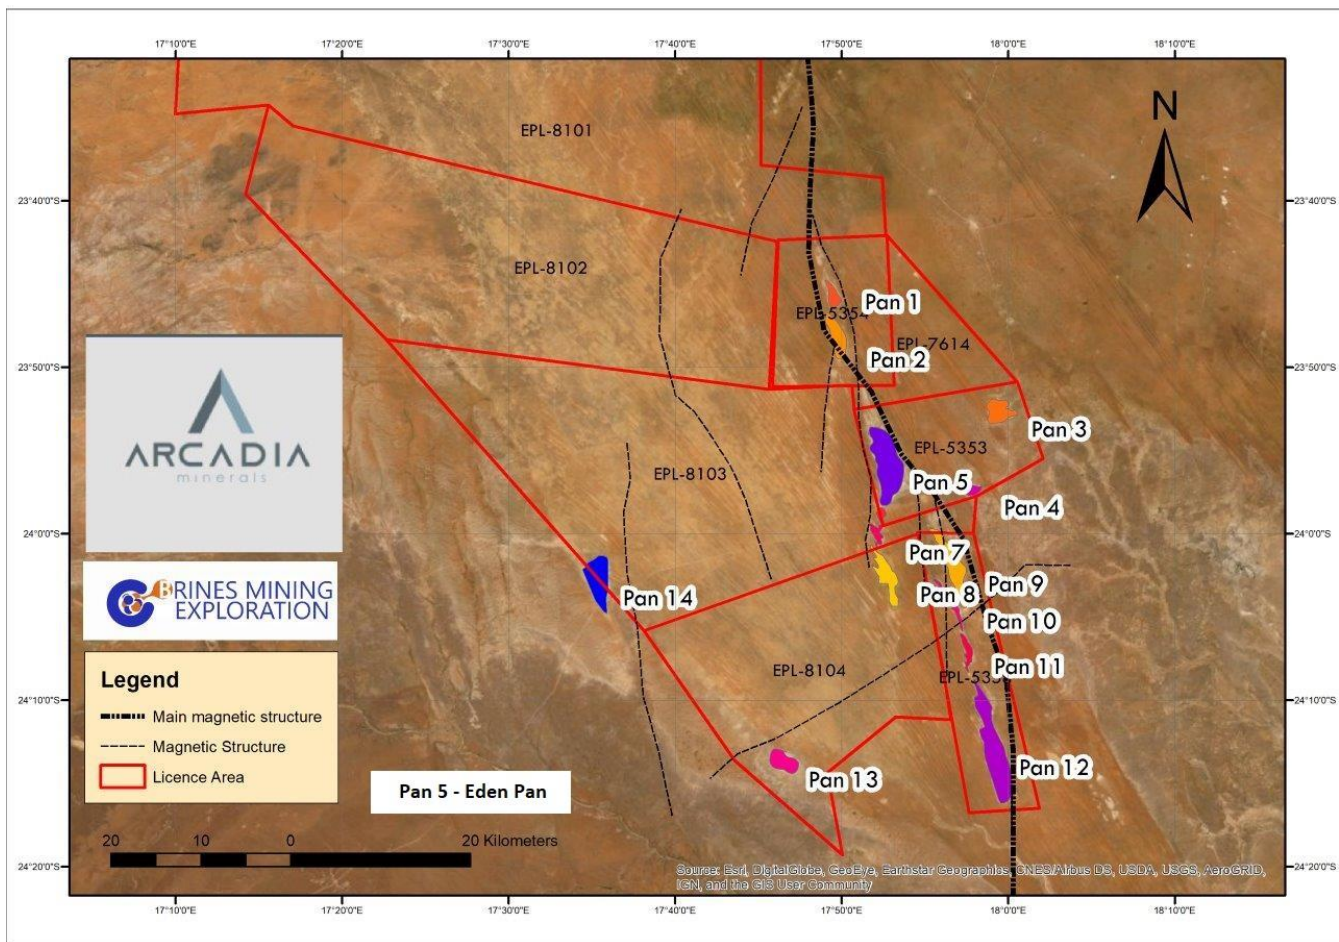 17°10'0"E 17°20'0"E 17°30'0"E 17°40'0"E 17°50'0"E 18°0'0"E 18°10'0"E
N
EPL-8101
23°40'0"S 23°40'0"S
EPL-8102
Pan 1
EPL-5354
EPL-7614
Pan 2
23°50'0"S 23°50'0"S
ARCADIA
minerals
Pan 3
EPL-5353
EPL-8103
Pan 5
Pan 4
24°0'0"S 24°0'0"S
Pan 7
BRINES MINING
EXPLORATION
Pan 14
Pan 8
Pan 9
Pan 10
Pan 11
EPL-8104
Legend
Main magnetic structure
Magnetic Structure
Licence Area
24°10'0"S 24°10'0"S
Pan 12
Pan 13
Pan 5 - Eden Pan
20 10 0 20 Kilometers
24°20'0"S 24°20'0"S
Source: Esri, DigitalGlobe, GeoEye, Earthstar Geographics, CNES/Airbus DS, USDA, USGS, AeroGRID,
IGN, and the GIS User Community
17°10'0"E 17°20'0"E 17°30'0"E 17°40'0"E 17°50'0"E 18°0'0"E 18°10'0"E